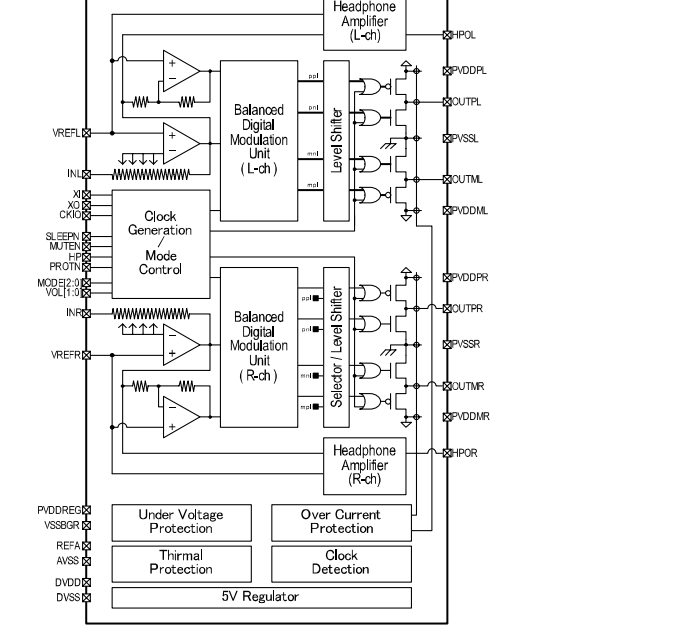 Headphone
Amplifier
(L-ch)
HPOL
PVDDPL
OUTPL
PVSSL
OUTML
PVDDML
ppl
pnl
mnl
mpl
Balanced
Digital
Modulation
Unit
( L-ch )
Level Shifter
VREFL
INL
XI
XO
CKIO
SLEEPN
MUTEN
HP
PROTN
MODE[2:0]
VOL[1:0]
Clock
Generation
/
Mode
Control
INR
VREFR
Balanced
Digital
Modulation
Unit
( R-ch )
ppl
pnl
mnl
mpl
Selector / Level Shifter
PVDDPR
OUTPR
PVSSR
OUTMR
PVDDMR
HPOR
Headphone
Amplifier
(R-ch)
PVDDREG
VSSBGR
REFA
AVSS
DVDD
DVSS
Under Voltage
Protection
Over Current
Protection
Thirmal
Protection
Clock
Detection
5V Regulator